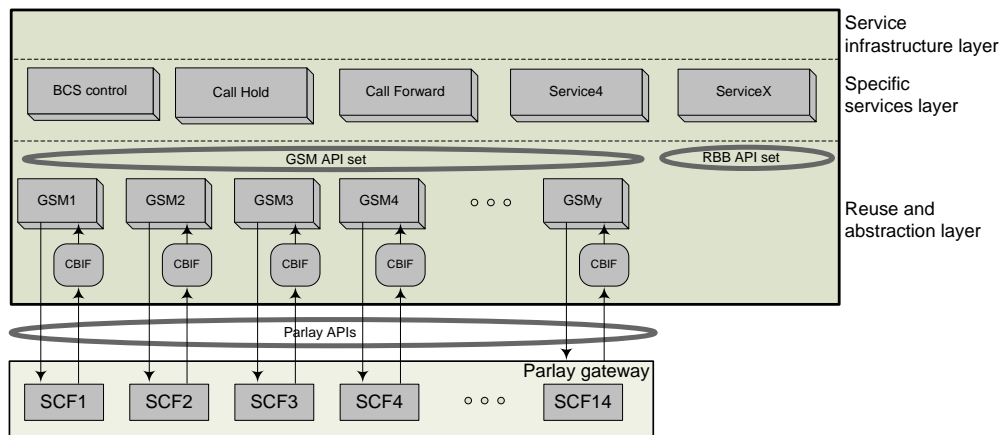 Service
infrastructure layer
BCS control
Call Hold
Call Forward
Service4
ServiceX
Specific
services layer
GSM API set
RBB API set
GSM1
GSM2
GSM3
GSM4
GSMy
Reuse and
abstraction layer
CBIF
CBIF
CBIF
CBIF
CBIF
Parlay APIs
Parlay gateway
SCF1
SCF2
SCF3
SCF4
SCF14